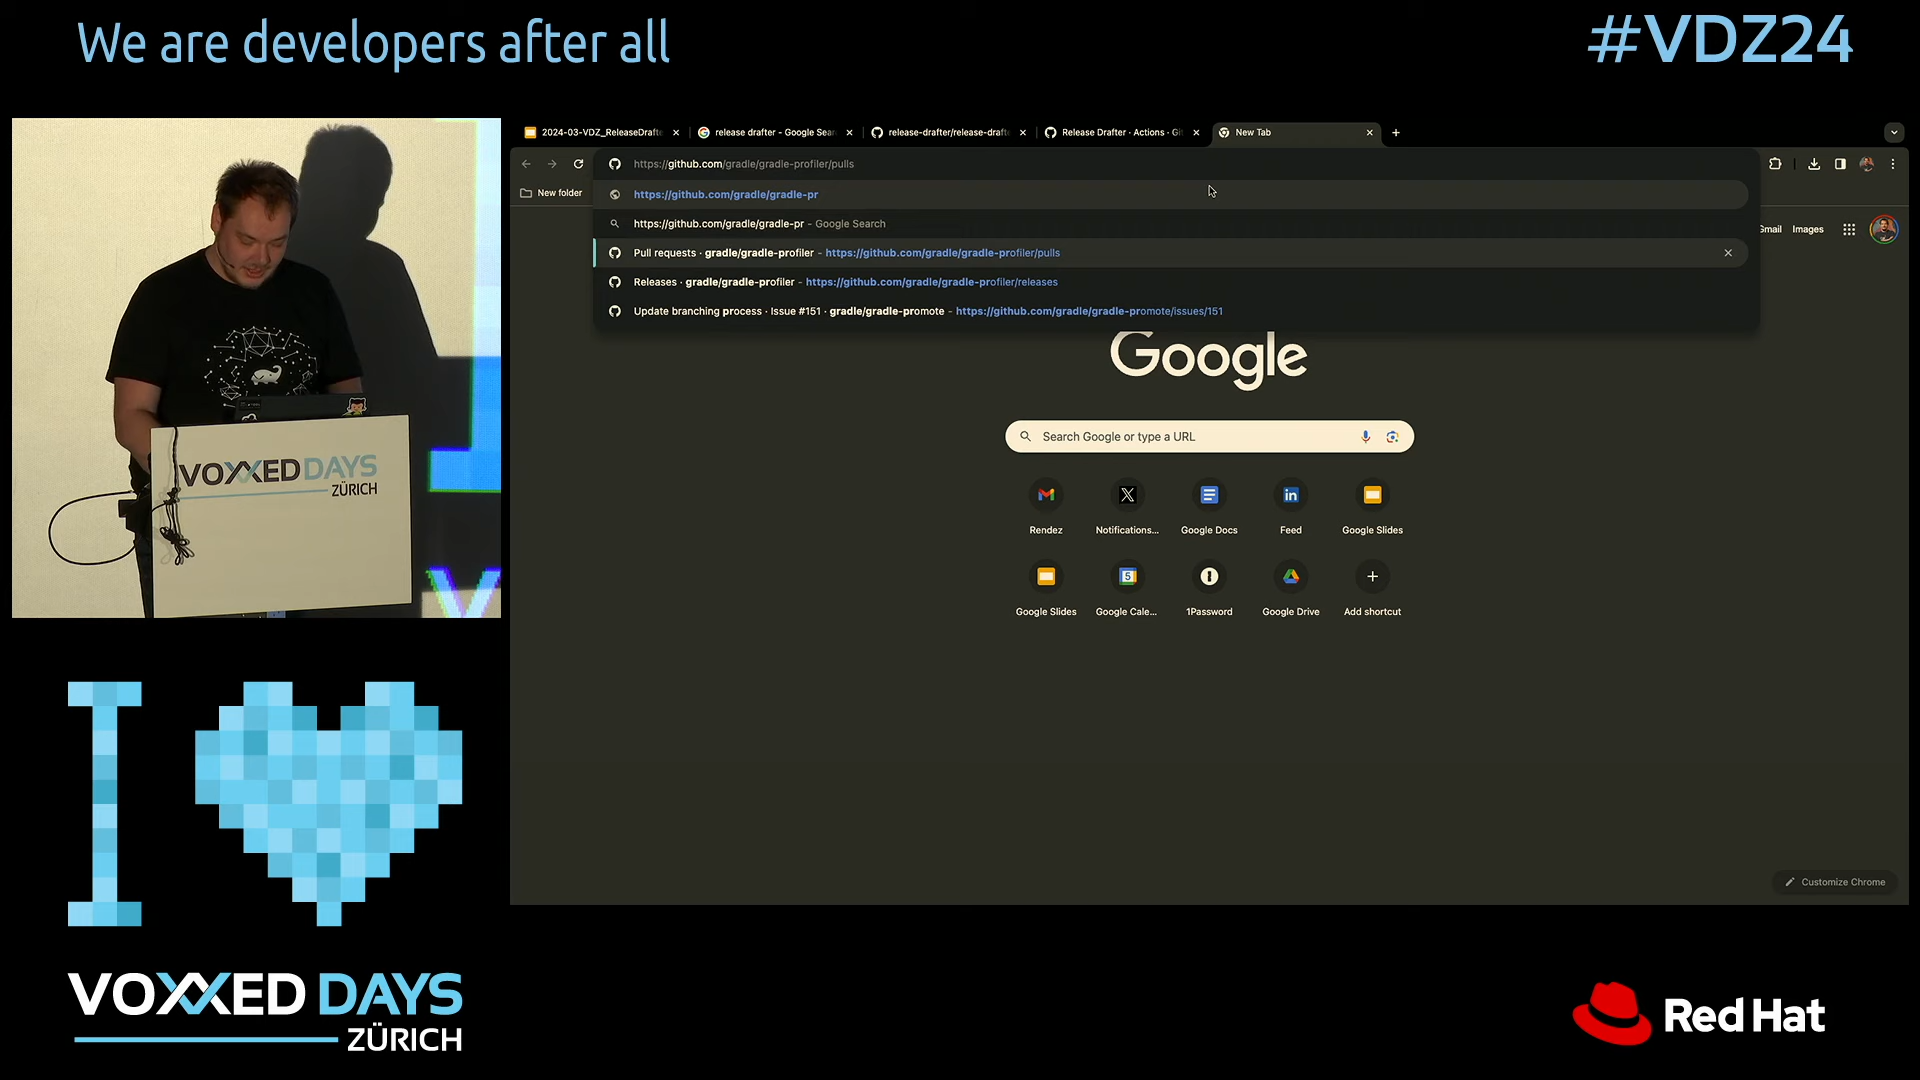 We are developers after all
#VDZ24
2024-03-VDZ_ReleaseDrafte
release drafter - Google Sear
release-drafter/release-draft
Release Drafter · Actions · Gi
New Tab
https://github.com/gradle/gradle-profiler/pulls
New folder
https://github.com/gradle/gradle-pr
https://github.com/gradle/gradle-pr - Google Search
Pull requests · gradle/gradle-profiler - https://github.com/gradle/gradle-profiler/pulls
Releases · gradle/gradle-profiler - https://github.com/gradle/gradle-profiler/releases
Update branching process · Issue #151 · gradle/gradle-promote - https://github.com/gradle/gradle-promote/issues/151
Gmail
Images
Google
Search Google or type a URL
Rendez
Notifications...
Google Docs
Feed
Google Slides
Google Slides
Google Cale...
1Password
Google Drive
Add shortcut
Customize Chrome
VOXXED DAYS
ZÜRICH
I
VOXXED DAYS
ZÜRICH
Red Hat